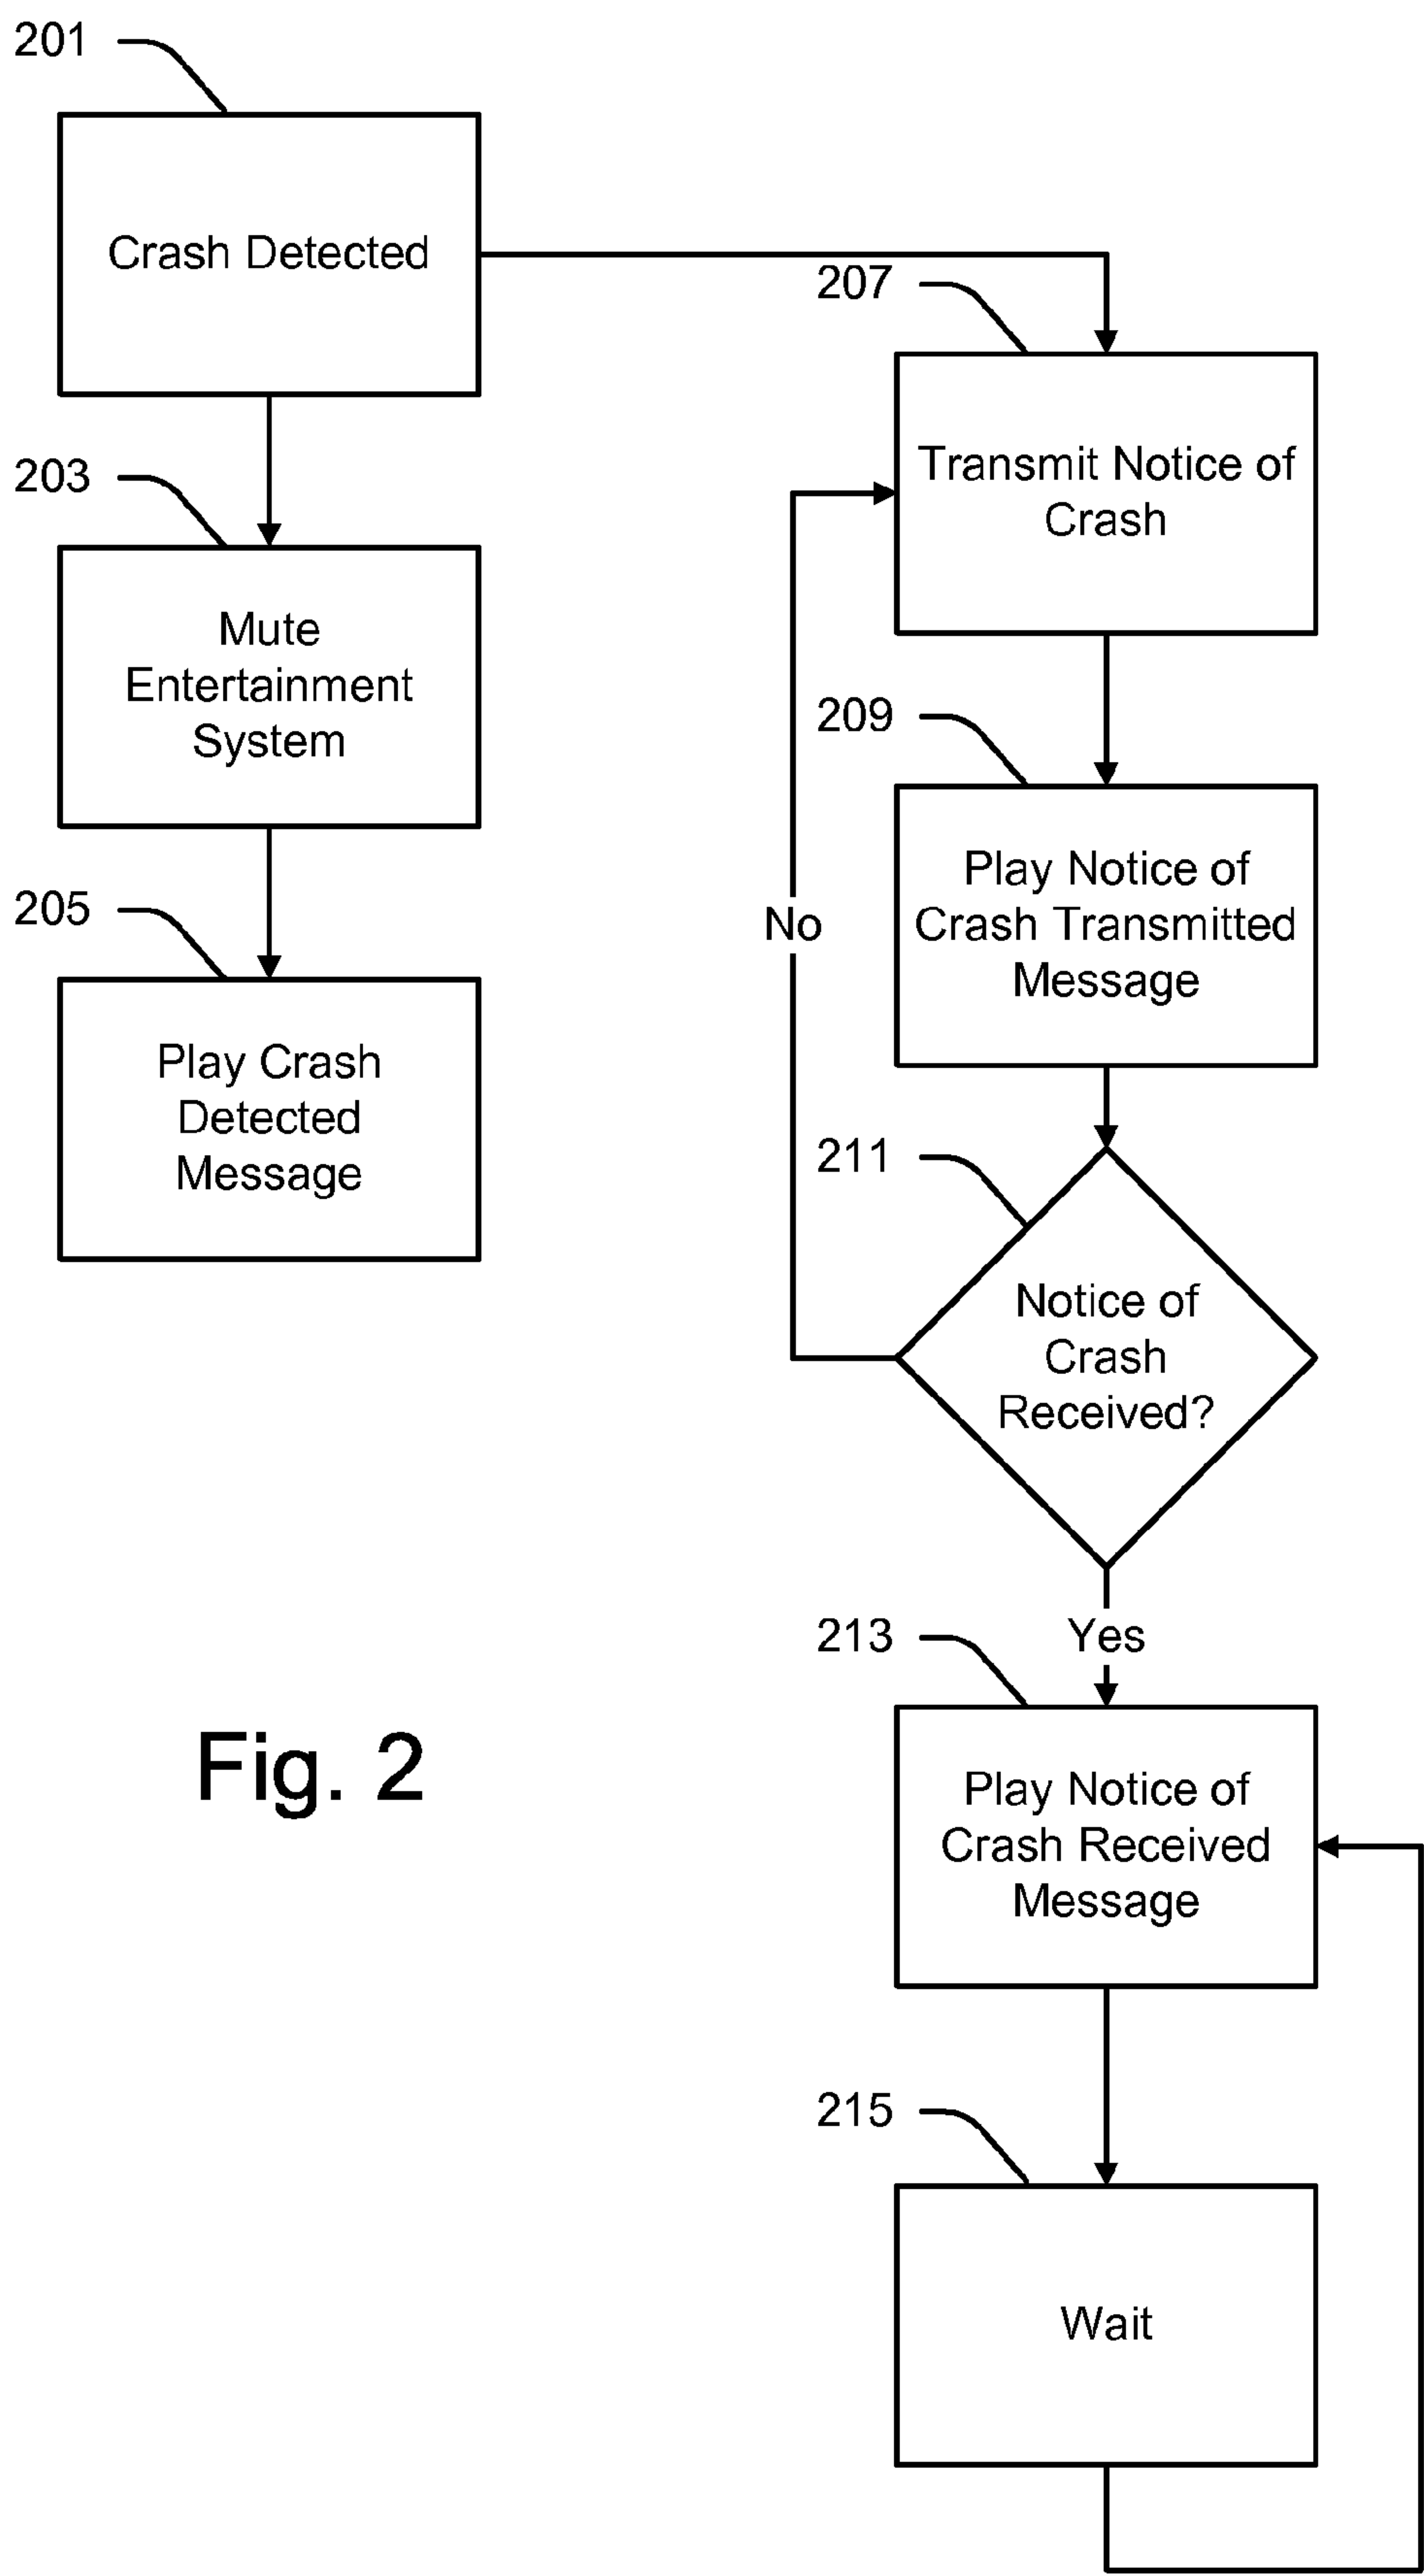 201
Crash Detected
203
Mute
Entertainment
System
205
Play Crash
Detected
Message
207
Transmit Notice of
Crash
209
Play Notice of
Crash Transmitted
Message
No
211
Notice of
Crash
Received?
Yes
213
Play Notice of
Crash Received
Message
215
Wait
Fig. 2